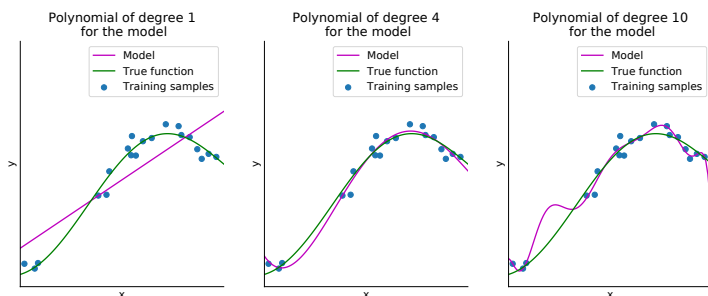 Polynomial of degree 1
for the model
Model
True function
Training samples
y
x
Polynomial of degree 4
for the model
Model
True function
Training samples
y
x
Polynomial of degree 10
for the model
Model
True function
Training samples
y
x